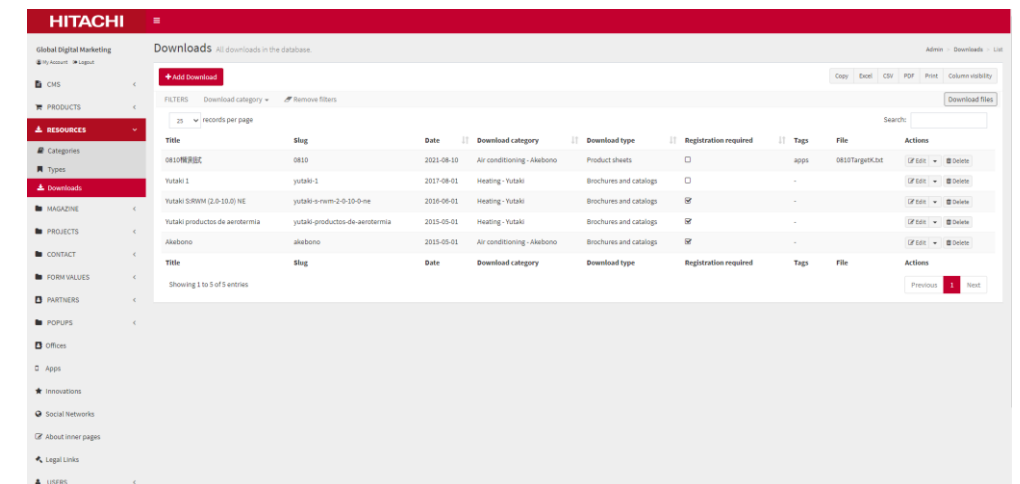 HITACHI
Global Digital Marketing
My Account Logout
CMS
PRODUCTS
RESOURCES
Categories
Types
Downloads
MAGAZINE
PROJECTS
CONTACT
FORM VALUES
PARTNERS
POPUPS
Offices
Apps
Innovations
Social Networks
About inner pages
Legal Links
USERS
Downloads All downloads in the database.
Admin > Downloads > List
Add Download
Copy Excel CSV PDF Print Column visibility
FILTERS Download category Remove filters
Download files
25 records per page
Search:
Title Slug Date Download category Download type Registration required Tags File Actions
0810 0810 2021-08-10 Air conditioning - Akebono Product sheets apps 0810TargetK.txt Edit Delete
Yutaki 1 yutaki-1 2017-08-01 Heating - Yutaki Brochures and catalogs - Edit Delete
Yutaki S:RWM (2.0-10.0) NE yutaki-s-rwm-2-0-10-0-ne 2016-06-01 Heating - Yutaki Brochures and catalogs - Edit Delete
Yutaki productos de aerotermia yutaki-productos-de-aerotermia 2015-05-01 Heating - Yutaki Brochures and catalogs - Edit Delete
Akebono akebono 2015-05-01 Air conditioning - Akebono Brochures and catalogs - Edit Delete
Title Slug Date Download category Download type Registration required Tags File Actions
Showing 1 to 5 of 5 entries
Previous 1 Next